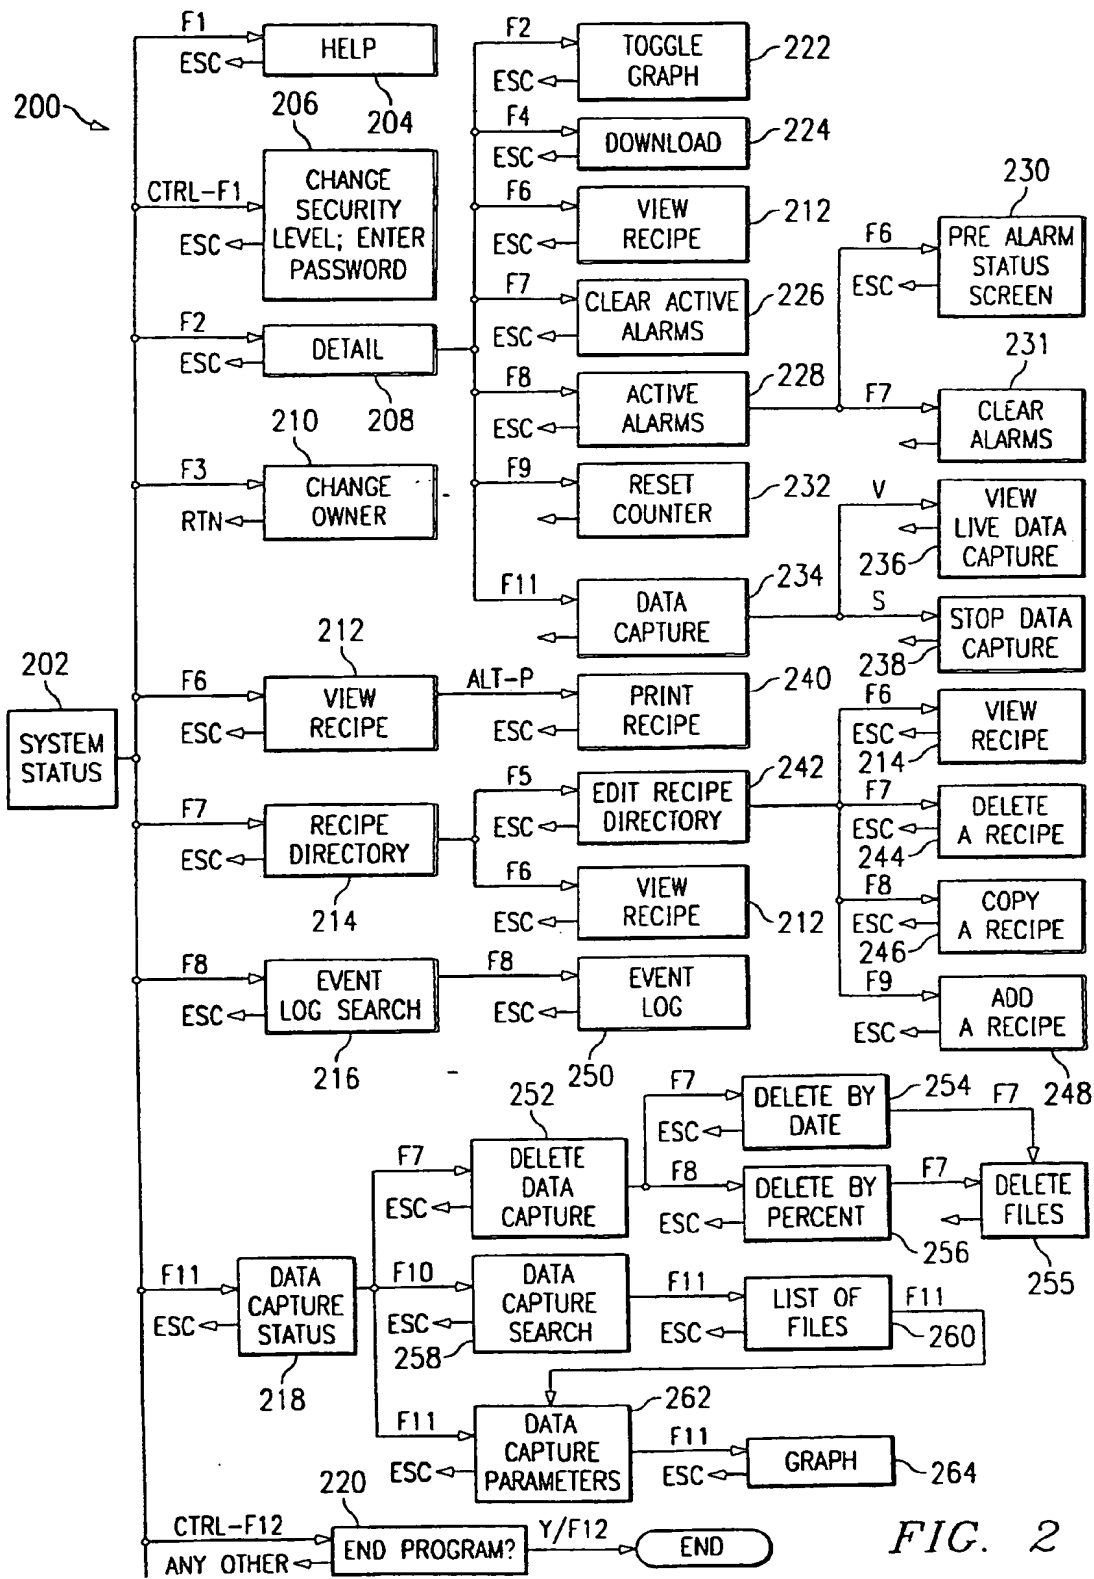 F1
HELP
ESC
204
200
206
CTRL-F1
CHANGE
SECURITY
LEVEL; ENTER
PASSWORD
ESC
F2
DETAIL
ESC
208
210
F3
CHANGE
OWNER
RTN
202
SYSTEM
STATUS
212
F6
VIEW
RECIPE
ESC
ALT-P
PRINT
RECIPE
ESC
240
F7
RECIPE
DIRECTORY
ESC
214
F8
EVENT
LOG SEARCH
ESC
216
F8
EVENT
LOG
ESC
250
F2
TOGGLE
GRAPH
ESC
222
F4
DOWNLOAD
ESC
224
F6
VIEW
RECIPE
ESC
212
F7
CLEAR ACTIVE
ALARMS
ESC
226
F8
ACTIVE
ALARMS
ESC
228
F9
RESET
COUNTER
232
F11
DATA
CAPTURE
234
230
F6
PRE ALARM
STATUS
SCREEN
ESC
231
F7
CLEAR
ALARMS
V
VIEW
LIVE DATA
CAPTURE
236
S
STOP DATA
CAPTURE
238
F5
EDIT RECIPE
DIRECTORY
ESC
242
F6
VIEW
RECIPE
ESC
212
F6
VIEW
RECIPE
ESC
214
F7
DELETE
A RECIPE
ESC
244
F8
COPY
A RECIPE
ESC
246
F9
ADD
A RECIPE
ESC
248
F11
DATA
CAPTURE
STATUS
ESC
218
252
F7
DELETE
DATA
CAPTURE
ESC
F7
DELETE BY
DATE
ESC
254
F7
F8
DELETE BY
PERCENT
ESC
256
F7
DELETE
FILES
255
F10
DATA
CAPTURE
SEARCH
ESC
258
F11
LIST OF
FILES
ESC
260
F11
F11
DATA
CAPTURE
PARAMETERS
ESC
262
F11
GRAPH
ESC
264
220
CTRL-F12
END PROGRAM?
ANY OTHER
Y/F12
END
FIG. 2